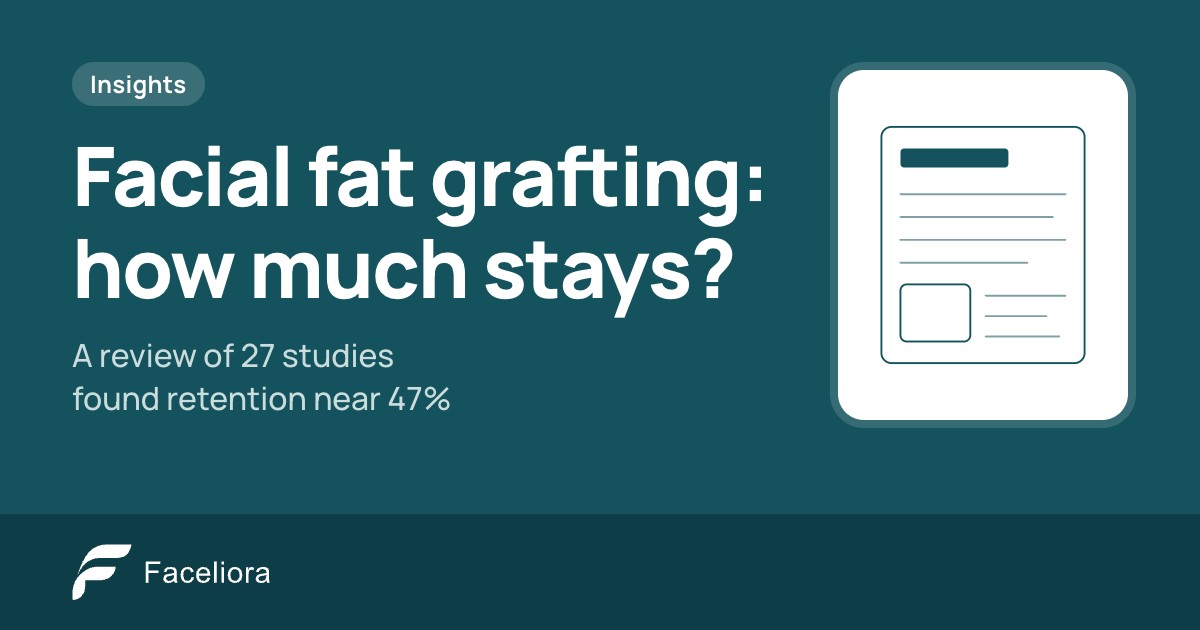 Insights
Facial fat grafting:
how much stays?
A review of 27 studies
found retention near 47%
Faceliora